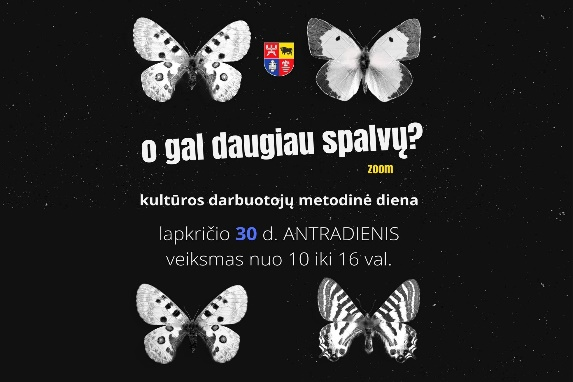 o gal daugiau spalvų?
zoom
kultūros darbuotojų metodinė diena
lapkričio 30 d. ANTRADIENIS
veiksmas nuo 10 iki 16 val.